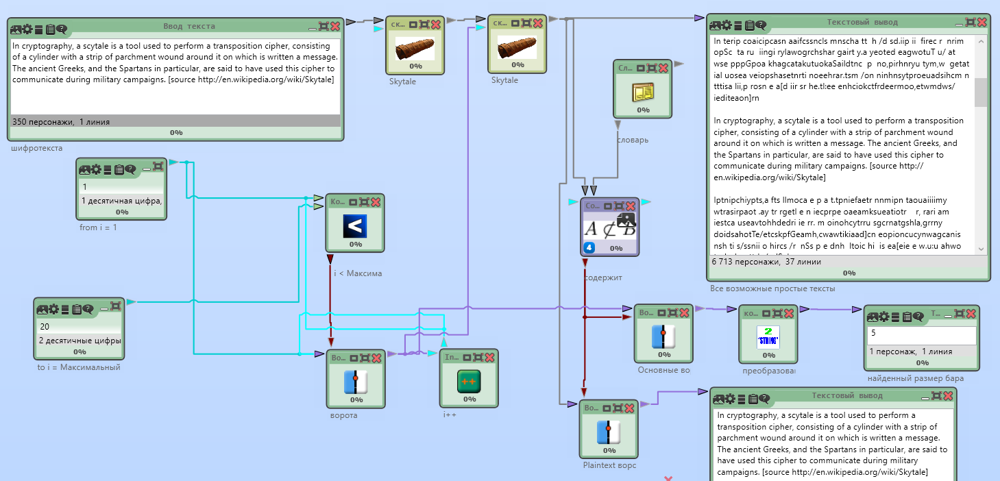 Ввод текста
In cryptography, a scytale is a tool used to perform a transposition cipher, consisting
of a cylinder with a strip of parchment wound around it on which is written a message.
The ancient Greeks, and the Spartans in particular, are said to have used this cipher to
communicate during military campaigns. [source http://en.wikipedia.org/wiki/Skytale]
350 персонажи, 1 линия
0%
шифротекста
ск...
0%
Skytale
ск...
0%
Skytale
Сл...
0%
словарь
Текстовый вывод
In terip coaicipcasn aaifcssncls mnscha tt h /d sd.iip ii firec r nrim
opSc ta ru iingi rylawogrchshar gairt y.a yeoted eagwotuT u/ at
wse pppGpoa khagcatakutuokaSaildtnc p no,pirhnryu tym,w getat
ial uosea veiopshasetnrti noeehrar.tsm /on ninhnsytproeuadsihcm n
tttisa lii,p rosn e a[d iir sr he.tl:ee enhciokctfrdeermoo,etwmdws/
iediteaon]rn
In cryptography, a scytale is a tool used to perform a transposition
cipher, consisting of a cylinder with a strip of parchment wound
around it on which is written a message. The ancient Greeks, and
the Spartans in particular, are said to have used this cipher to
communicate during military campaigns. [source http://
en.wikipedia.org/wiki/Skytale]
Iptnipchiypts,a fts llmoca e p a t.tpniefaetr nnmipn taouaiiiimy
wtrasirpaot .ay tr rgetl e n iecprpe oaeamksueatiotr r, rari am
iestca useavtohhdedri ie rr. m oinohcytrru sgcrnatgshla,grrny
doidsahotTe/etcskpfGeamh,cwawtikiaad]cn eopioncucynwagcanis
nsh ti s/ssnii o hircs /r nSs p e dnh ltoic hi is ea[eie e w.u:u ahwo
6 713 персонажи, 37 линии
0%
Все возможные простые тексты
1
1 десятичная цифра,
0%
from i = 1
Ко...
<
0%
i < Максима
Со...
A ⊄ B
4
0%
содержит
20
2 десятичные цифры
0%
to i = Максимальный
Во...
0%
ворота
In...
++
0%
i++
Во...
0%
Основные во
ко...
2
"STRING"
0%
преобразова
Т...
5
1 персонаж, 1 линия
0%
найденный размер бара
Во...
0%
Plaintext ворс
Текстовый вывод
In cryptography, a scytale is a tool used to perform a
transposition cipher, consisting of a cylinder with a strip of
parchment wound around it on which is written a message.
The ancient Greeks, and the Spartans in particular, are said to
have used this cipher to communicate during military
campaigns. [source http://en.wikipedia.org/wiki/Skytale]